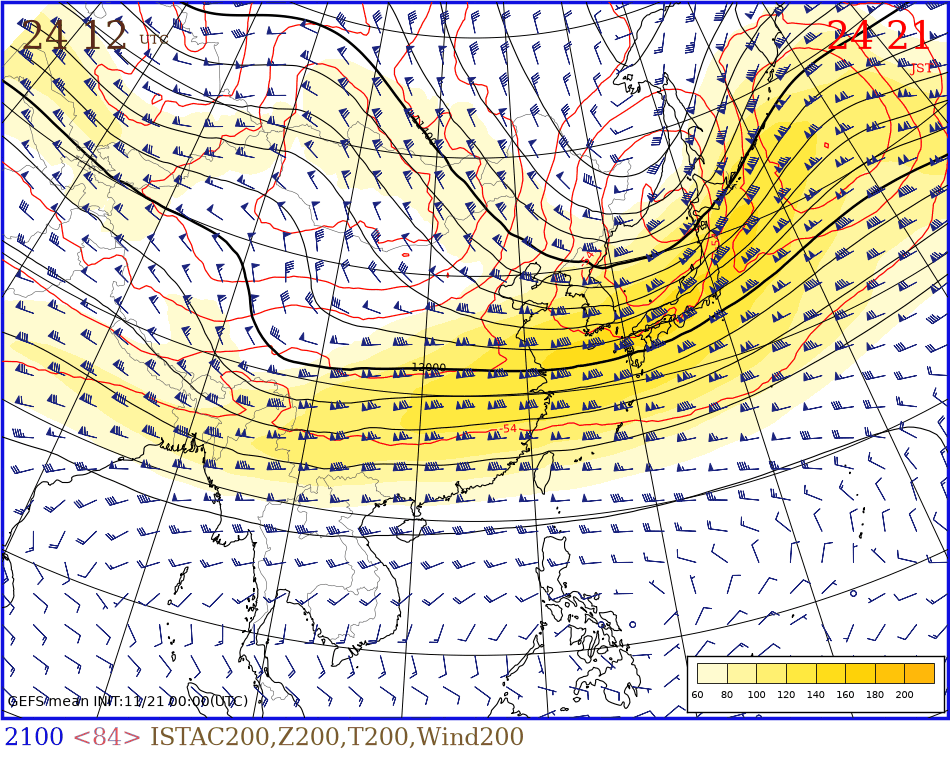 24 12 UTC
24 21 JST
12000
-54
GEFS mean INIT:11/21 00:00(UTC)
60 80 100 120 140 160 180 200
2100 <84> ISTAC200,Z200,T200,Wind200